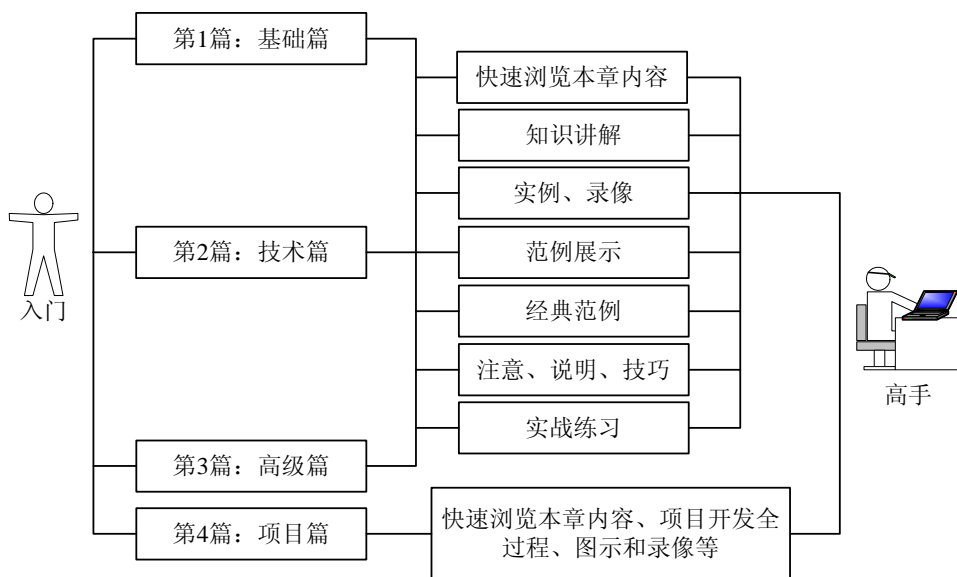 第1篇：基础篇
快速浏览本章内容
知识讲解
实例、录像
第2篇：技术篇
范例展示
入门
经典范例
注意、说明、技巧
高手
实战练习
第3篇：高级篇
第4篇：项目篇
快速浏览本章内容、项目开发全
过程、图示和录像等